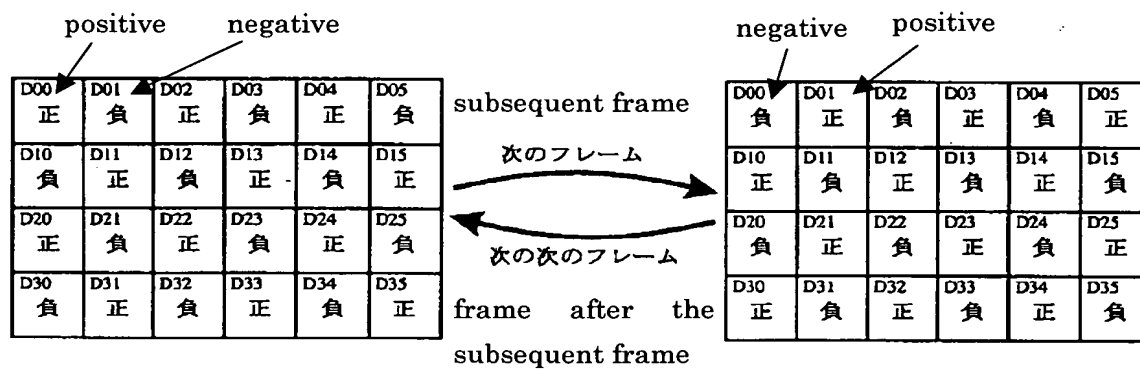 positive negative
D00 D01 D02 D03 D04 D05
正 負 正 負 正 負
D10 D11 D12 D13 D14 D15
負 正 負 正 負 正
D20 D21 D22 D23 D24 D25
正 負 正 負 正 負
D30 D31 D32 D33 D34 D35
負 正 負 正 負 正
subsequent frame
次のフレーム
次の次のフレーム
frame after the
subsequent frame
negative positive
D00 D01 D02 D03 D04 D05
負 正 負 正 負 正
D10 D11 D12 D13 D14 D15
正 負 正 負 正 負
D20 D21 D22 D23 D24 D25
負 正 負 正 負 正
D30 D31 D32 D33 D34 D35
正 負 正 負 正 負